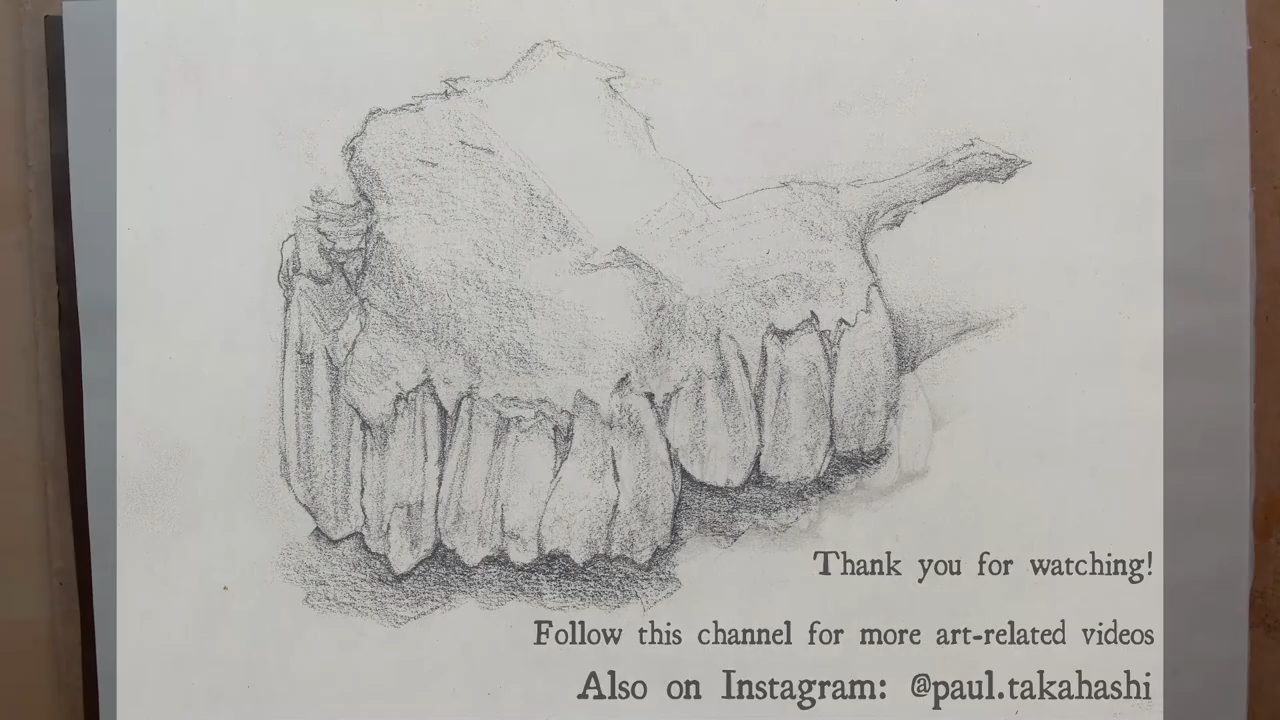 Thank you for watching!
Follow this channel for more art-related videos
Also on Instagram: @paul.takahashi